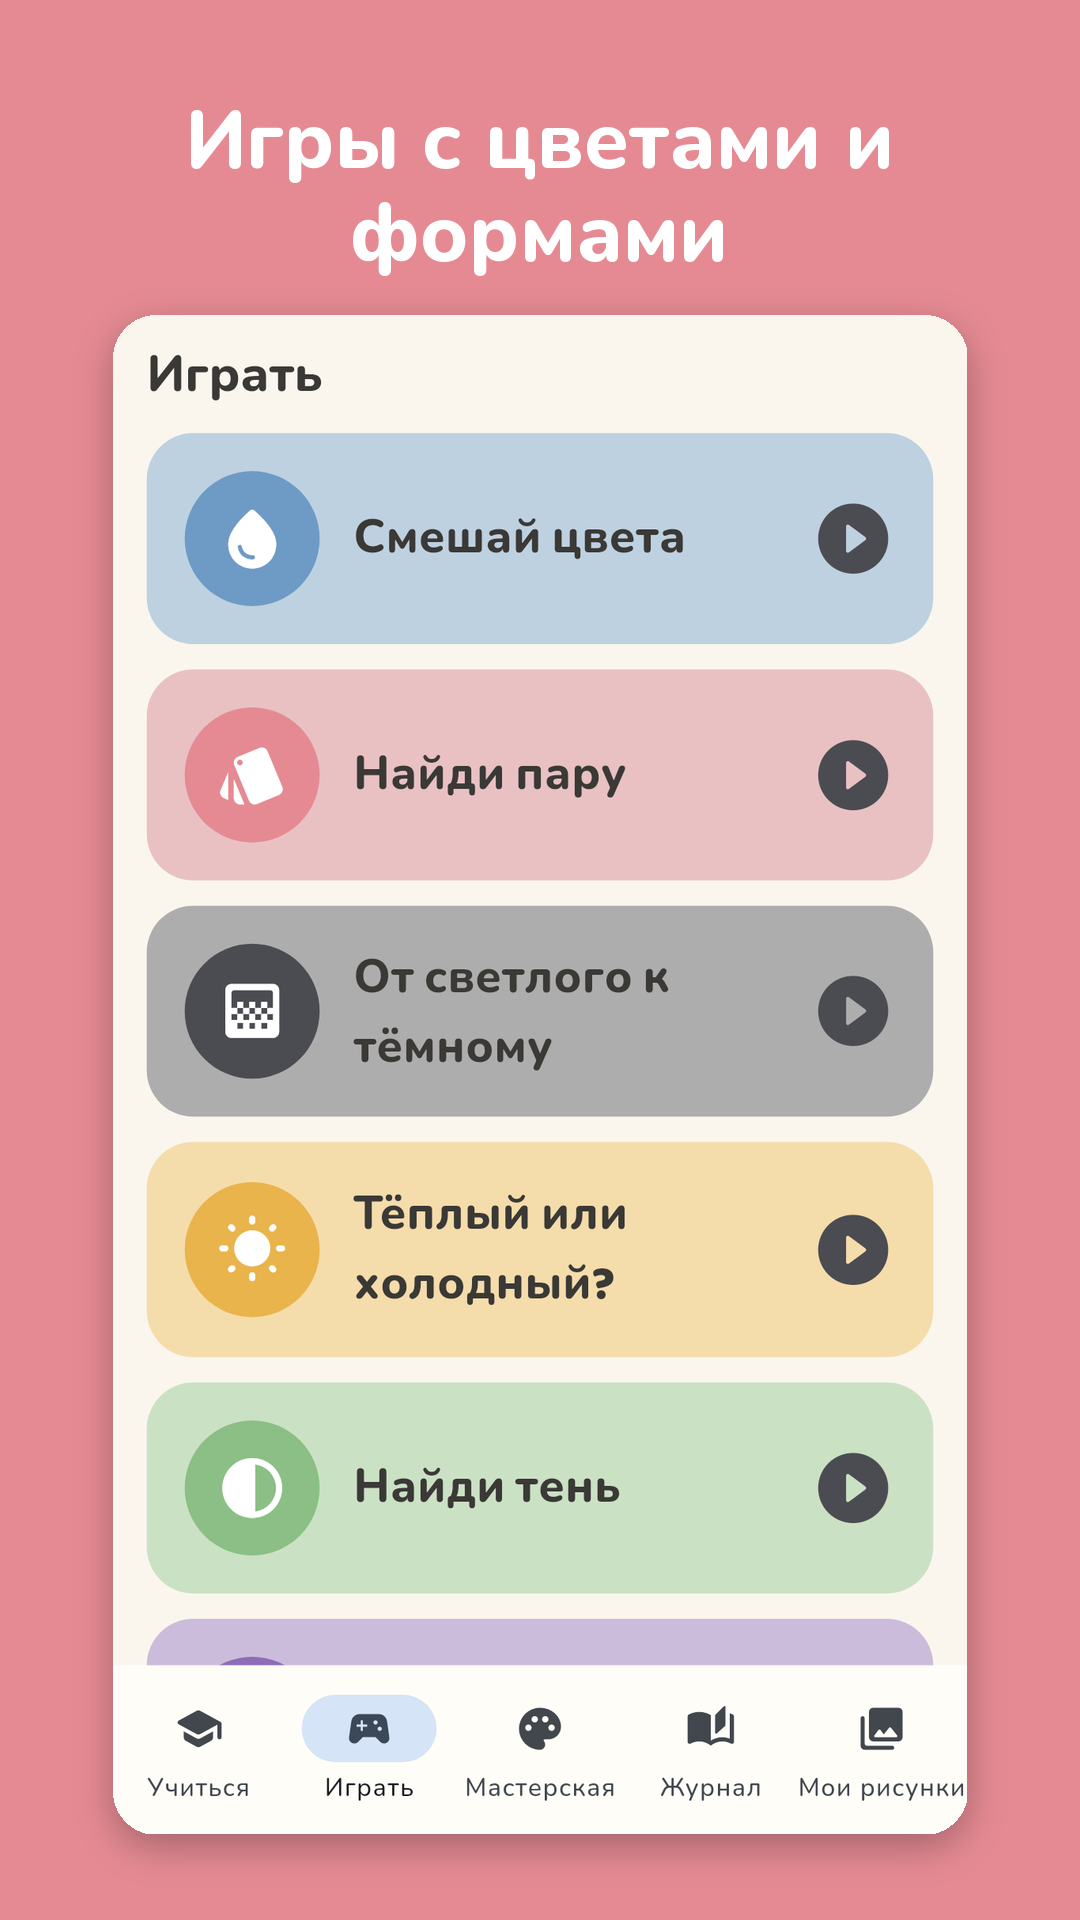 Игры с цветами и
формами
Играть
Смешай цвета
Найди пару
От светлого к
тёмному
Тёплый или
холодный?
Найди тень
Учиться
Играть
Мастерская
Журнал
Мои рисунки